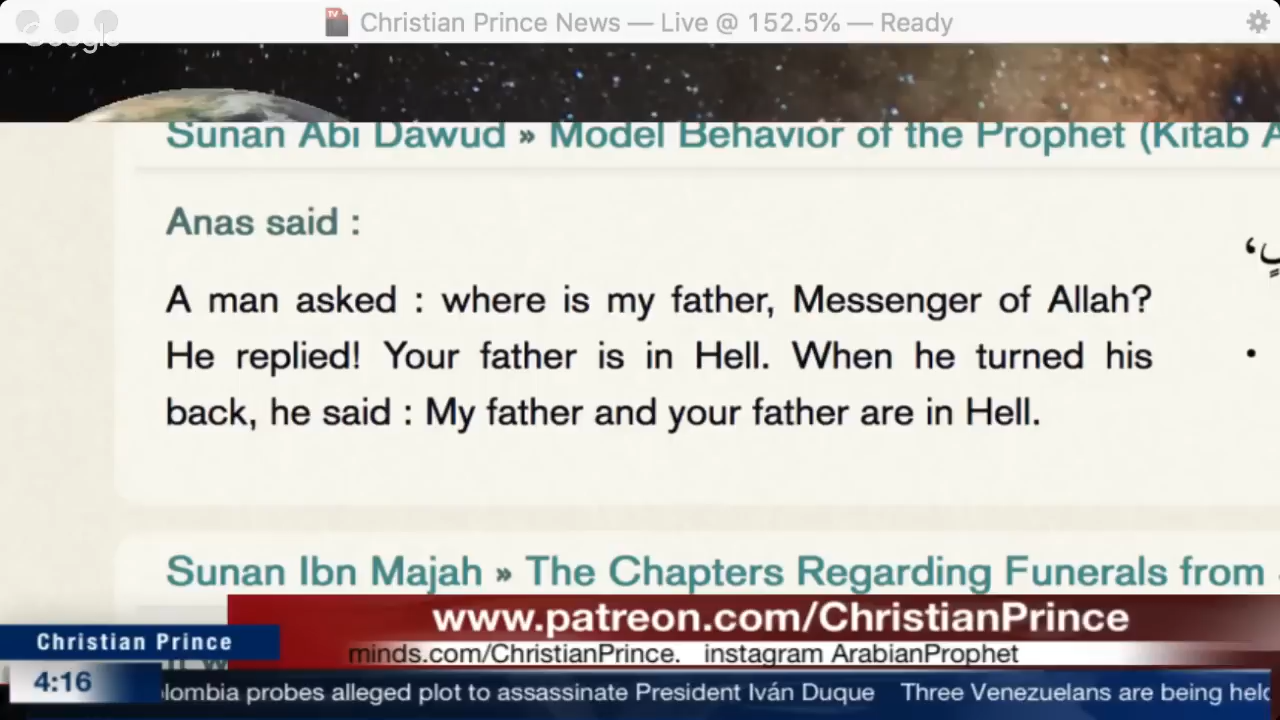 Christian Prince News — Live @ 152.5% — Ready
Google
Sunan Abi Dawud » Model Behavior of the Prophet (Kitab A
Anas said :
A man asked : where is my father, Messenger of Allah?
He replied! Your father is in Hell. When he turned his
back, he said : My father and your father are in Hell.
Sunan Ibn Majah » The Chapters Regarding Funerals from
www.patreon.com/ChristianPrince
Christian Prince
minds.com/ChristianPrince. instagram ArabianProphet
4:16
lombia probes alleged plot to assassinate President Iván Duque Three Venezuelans are being held